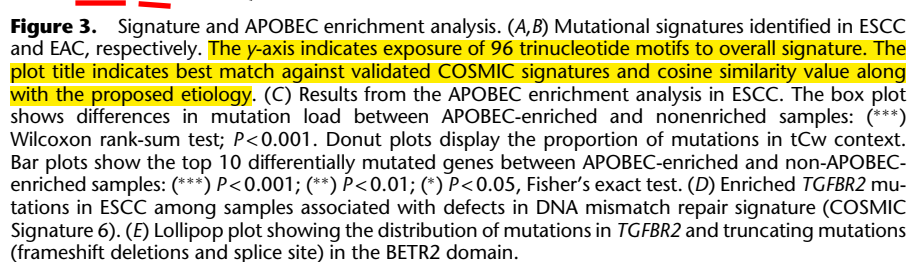 Figure 3. Signature and APOBEC enrichment analysis. (A,B) Mutational signatures identified in ESCC
and EAC, respectively. The y-axis indicates exposure of 96 trinucleotide motifs to overall signature. The
plot title indicates best match against validated COSMIC signatures and cosine similarity value along
with the proposed etiology. (C) Results from the APOBEC enrichment analysis in ESCC. The box plot
shows differences in mutation load between APOBEC-enriched and nonenriched samples: (***)
Wilcoxon rank-sum test; P<0.001. Donut plots display the proportion of mutations in tCw context.
Bar plots show the top 10 differentially mutated genes between APOBEC-enriched and non-APOBEC-
enriched samples: (***) P<0.001; (**) P<0.01; (*) P<0.05, Fisher's exact test. (D) Enriched TGFBR2 mu-
tations in ESCC among samples associated with defects in DNA mismatch repair signature (COSMIC
Signature 6). (E) Lollipop plot showing the distribution of mutations in TGFBR2 and truncating mutations
(frameshift deletions and splice site) in the BETR2 domain.